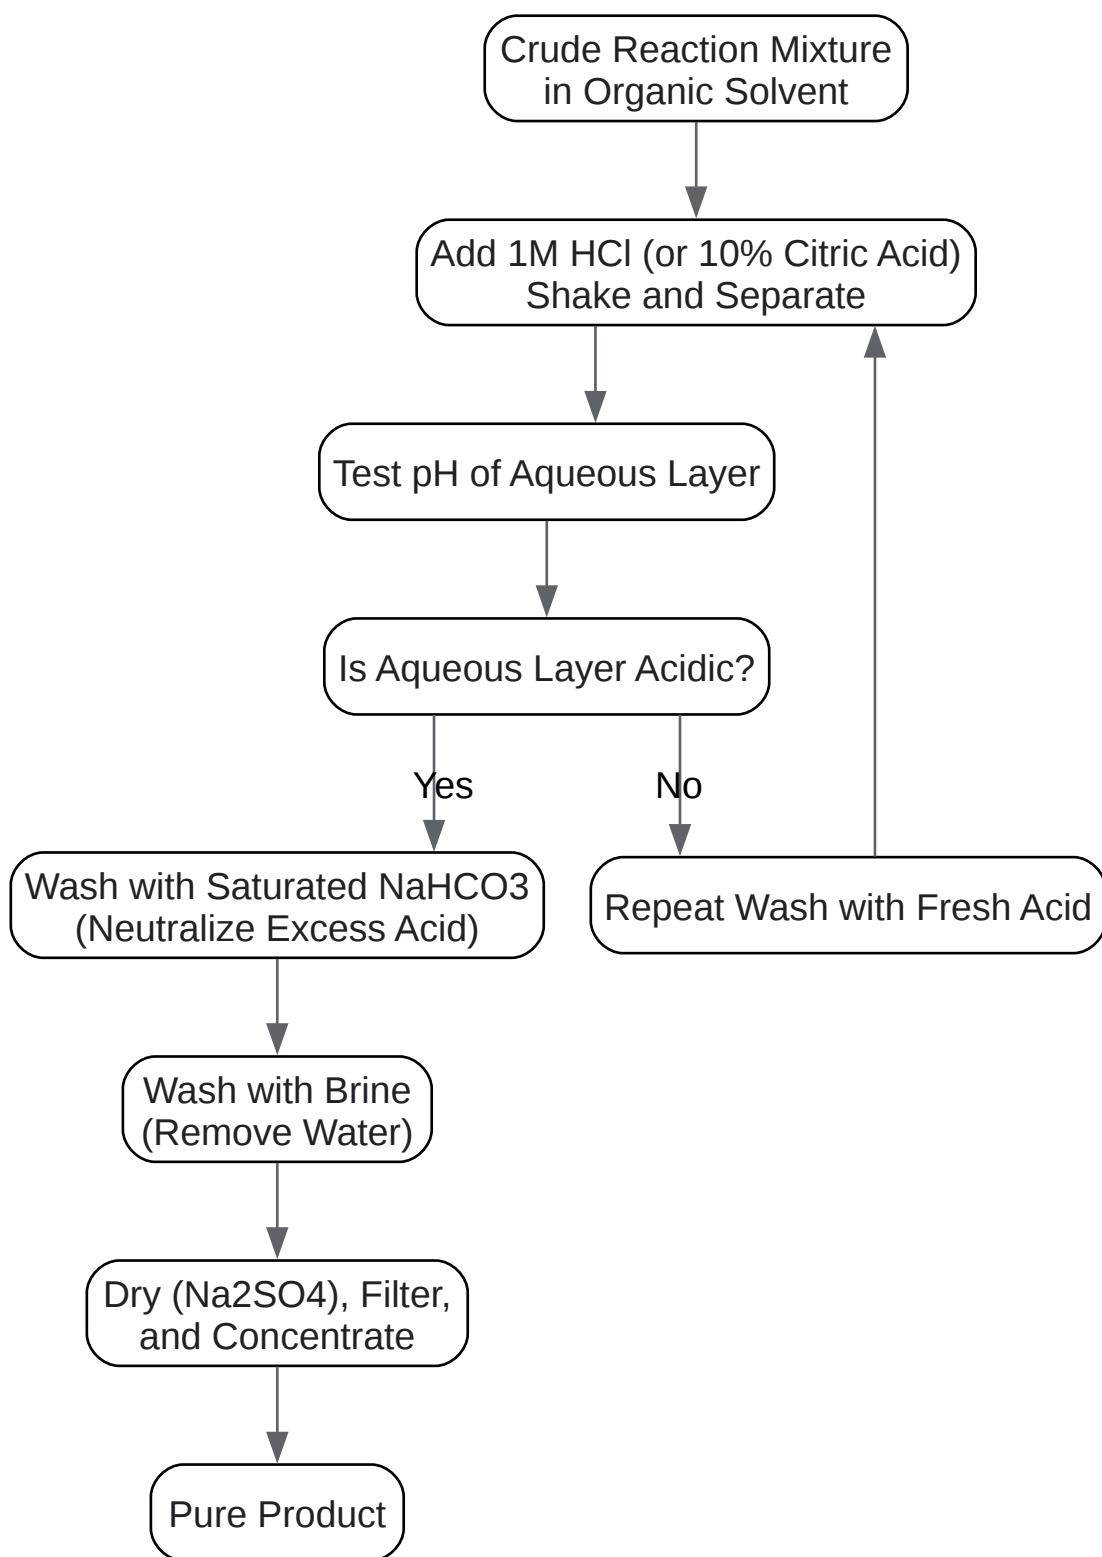 Crude Reaction Mixture
in Organic Solvent
Add 1M HCl (or 10% Citric Acid)
Shake and Separate
Test pH of Aqueous Layer
Is Aqueous Layer Acidic?
Yes
No
Wash with Saturated NaHCO3
(Neutralize Excess Acid)
Repeat Wash with Fresh Acid
Wash with Brine
(Remove Water)
Dry (Na2SO4), Filter,
and Concentrate
Pure Product